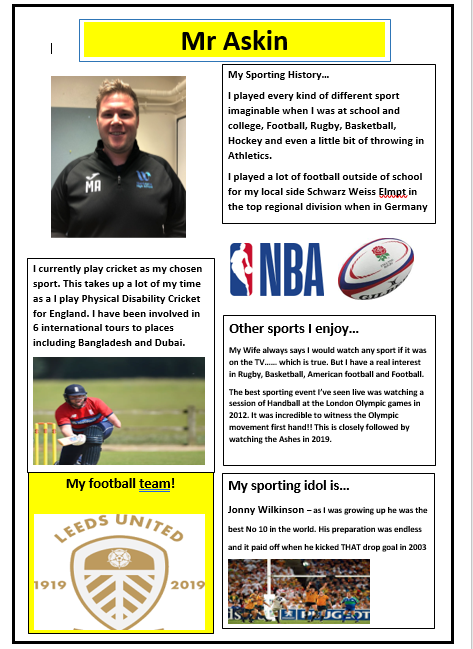 Mr Askin
MA
My Sporting History…
I played every kind of different sport
imaginable when I was at school and
college, Football, Rugby, Basketball,
Hockey and even a little bit of throwing in
Athletics.
I played a lot of football outside of school
for my local side Schwarz Weiss Elmpt in
the top regional division when in Germany
NBA
GILBERT
I currently play cricket as my chosen
sport. This takes up a lot of my time
as a I play Physical Disability Cricket
for England. I have been involved in
6 international tours to places
including Bangladesh and Dubai.
Other sports I enjoy…
My Wife always says I would watch any sport if it was
on the TV…… which is true. But I have a real interest
in Rugby, Basketball, American football and Football.
The best sporting event I've seen live was watching a
session of Handball at the London Olympic games in
2012. It was incredible to witness the Olympic
movement first hand!! This is closely followed by
watching the Ashes in 2019.
My football team!
LEEDS UNITED
1919 2019
My sporting idol is…
Jonny Wilkinson – as I was growing up he was the
best No 10 in the world. His preparation was endless
and it paid off when he kicked THAT drop goal in 2003
PEUGEOT